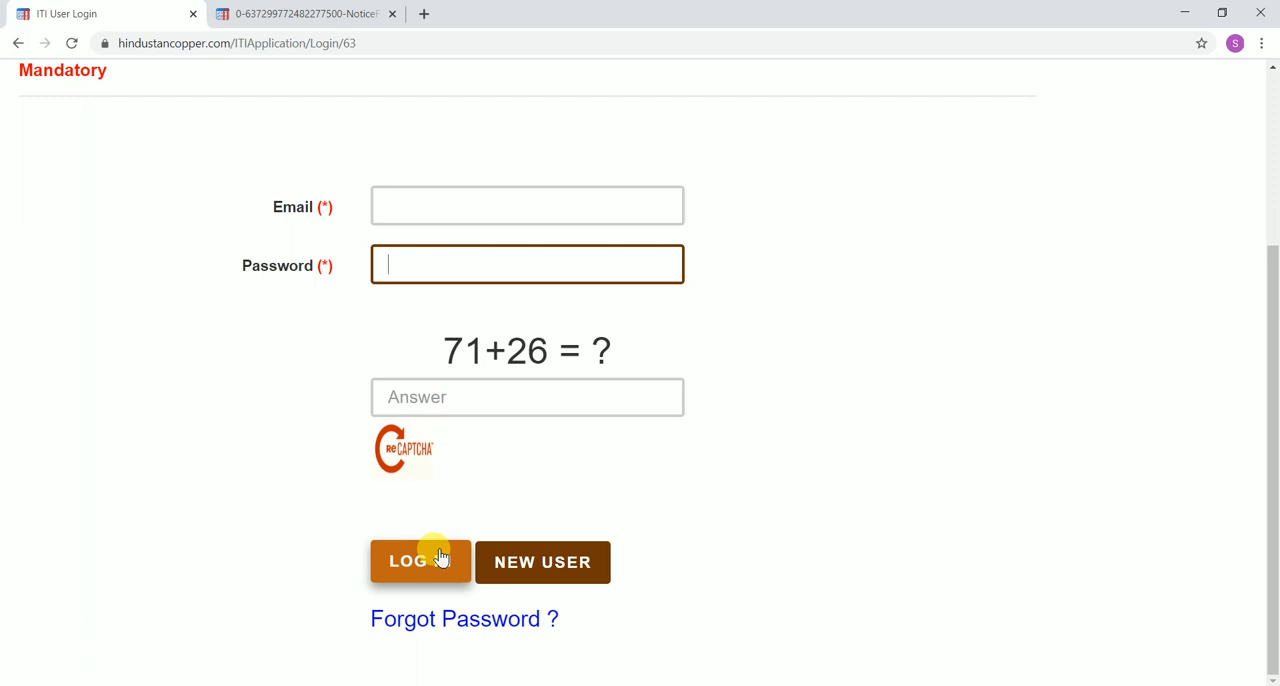 ITI User Login
0-637299772482277500-Notice
hindustancopper.com/ITIApplication/Login/63
S
Mandatory
Email (*)
Password (*)
71+26 = ?
Answer
reCAPTCHA™
LOG
NEW USER
Forgot Password ?